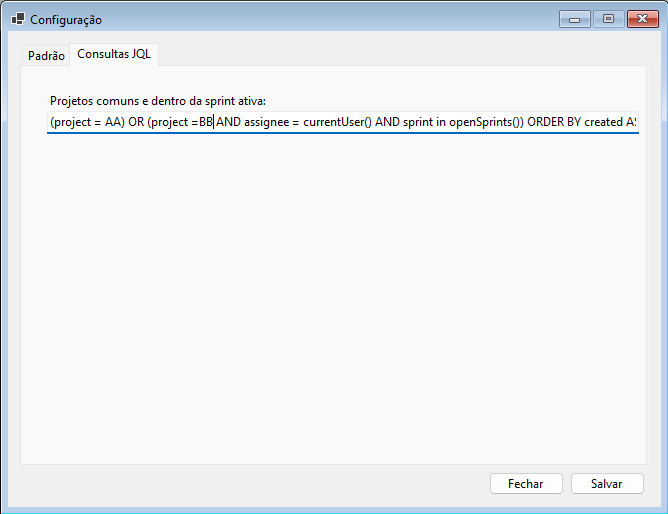 Configuração
Padrão Consultas JQL
Projetos comuns e dentro da sprint ativa:
(project = AA) OR (project =BB AND assignee = currentUser() AND sprint in openSprints()) ORDER BY created AS
Fechar Salvar